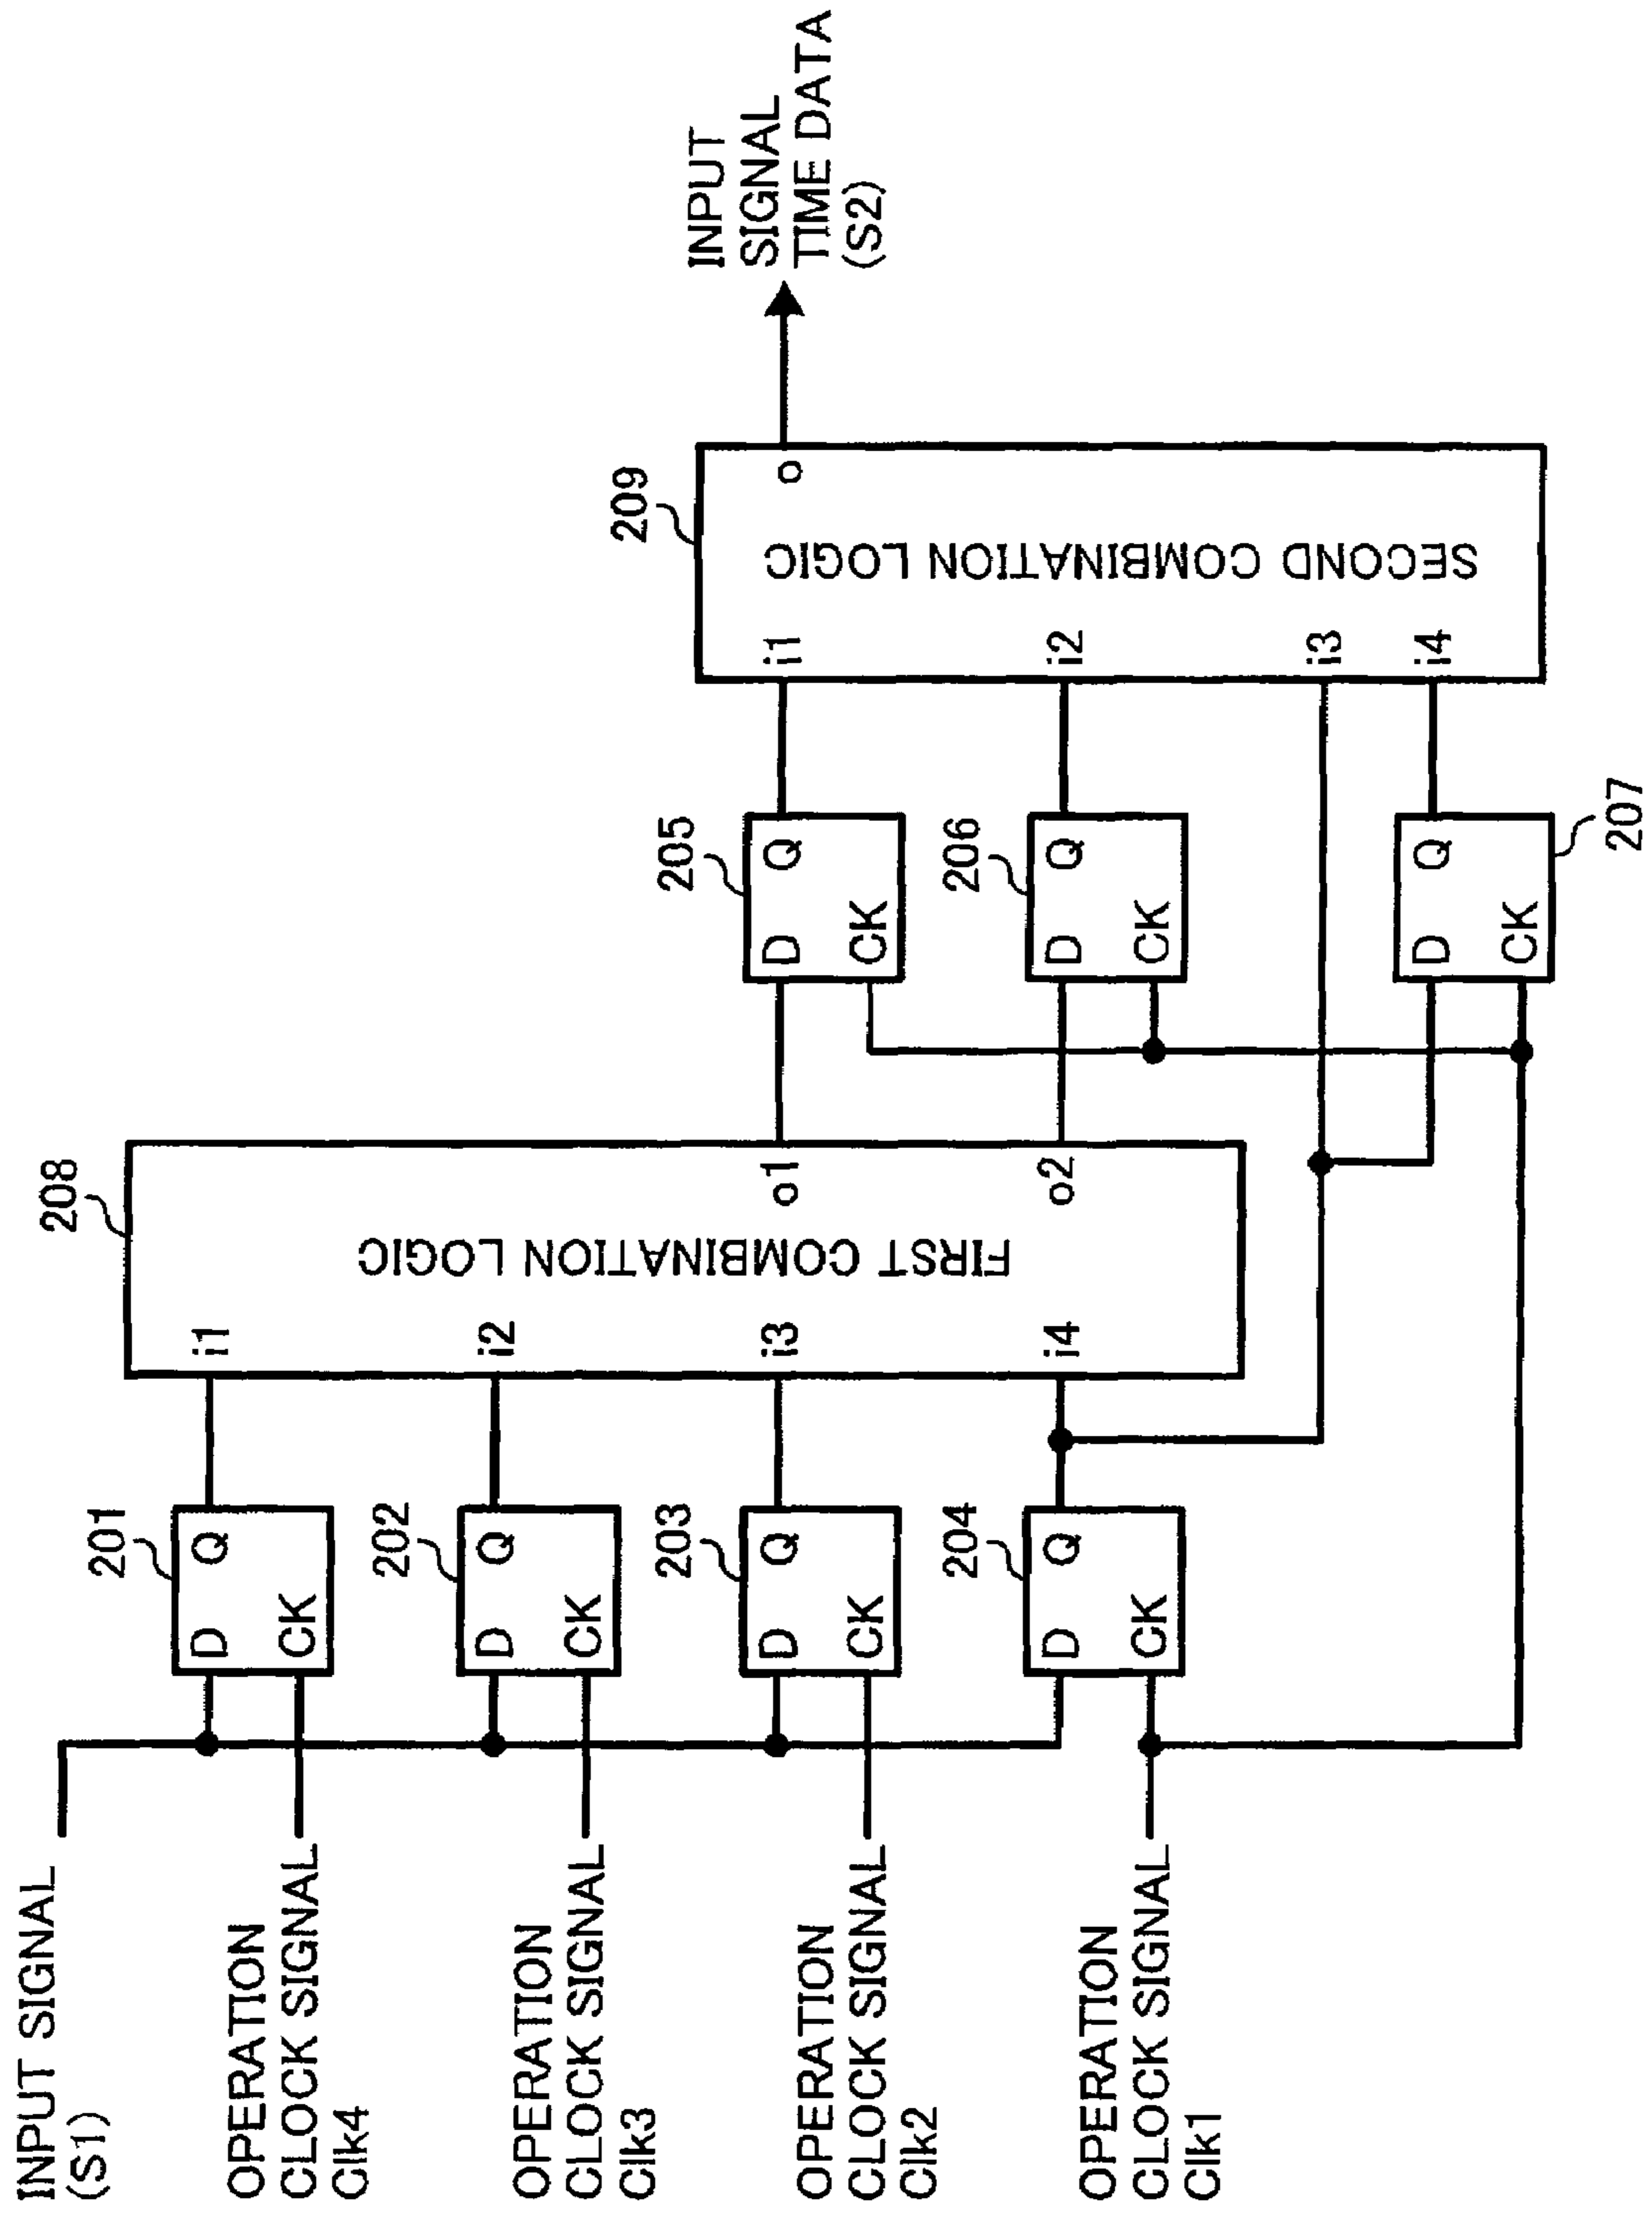 INPUT SIGNAL
(S1)
OPERATION
CLOCK SIGNAL
Clk4
OPERATION
CLOCK SIGNAL
Clk3
OPERATION
CLOCK SIGNAL
Clk2
OPERATION
CLOCK SIGNAL
Clk1
201
D Q
CK
202
D Q
CK
203
D Q
CK
204
D Q
CK
208
i1
i2
i3
i4
FIRST COMBINATION LOGIC
o1
o2
205
D Q
CK
206
D Q
CK
D Q
CK
207
209
i1
i2
i3
i4
SECOND COMBINATION LOGIC
o
INPUT
SIGNAL
TIME DATA
(S2)